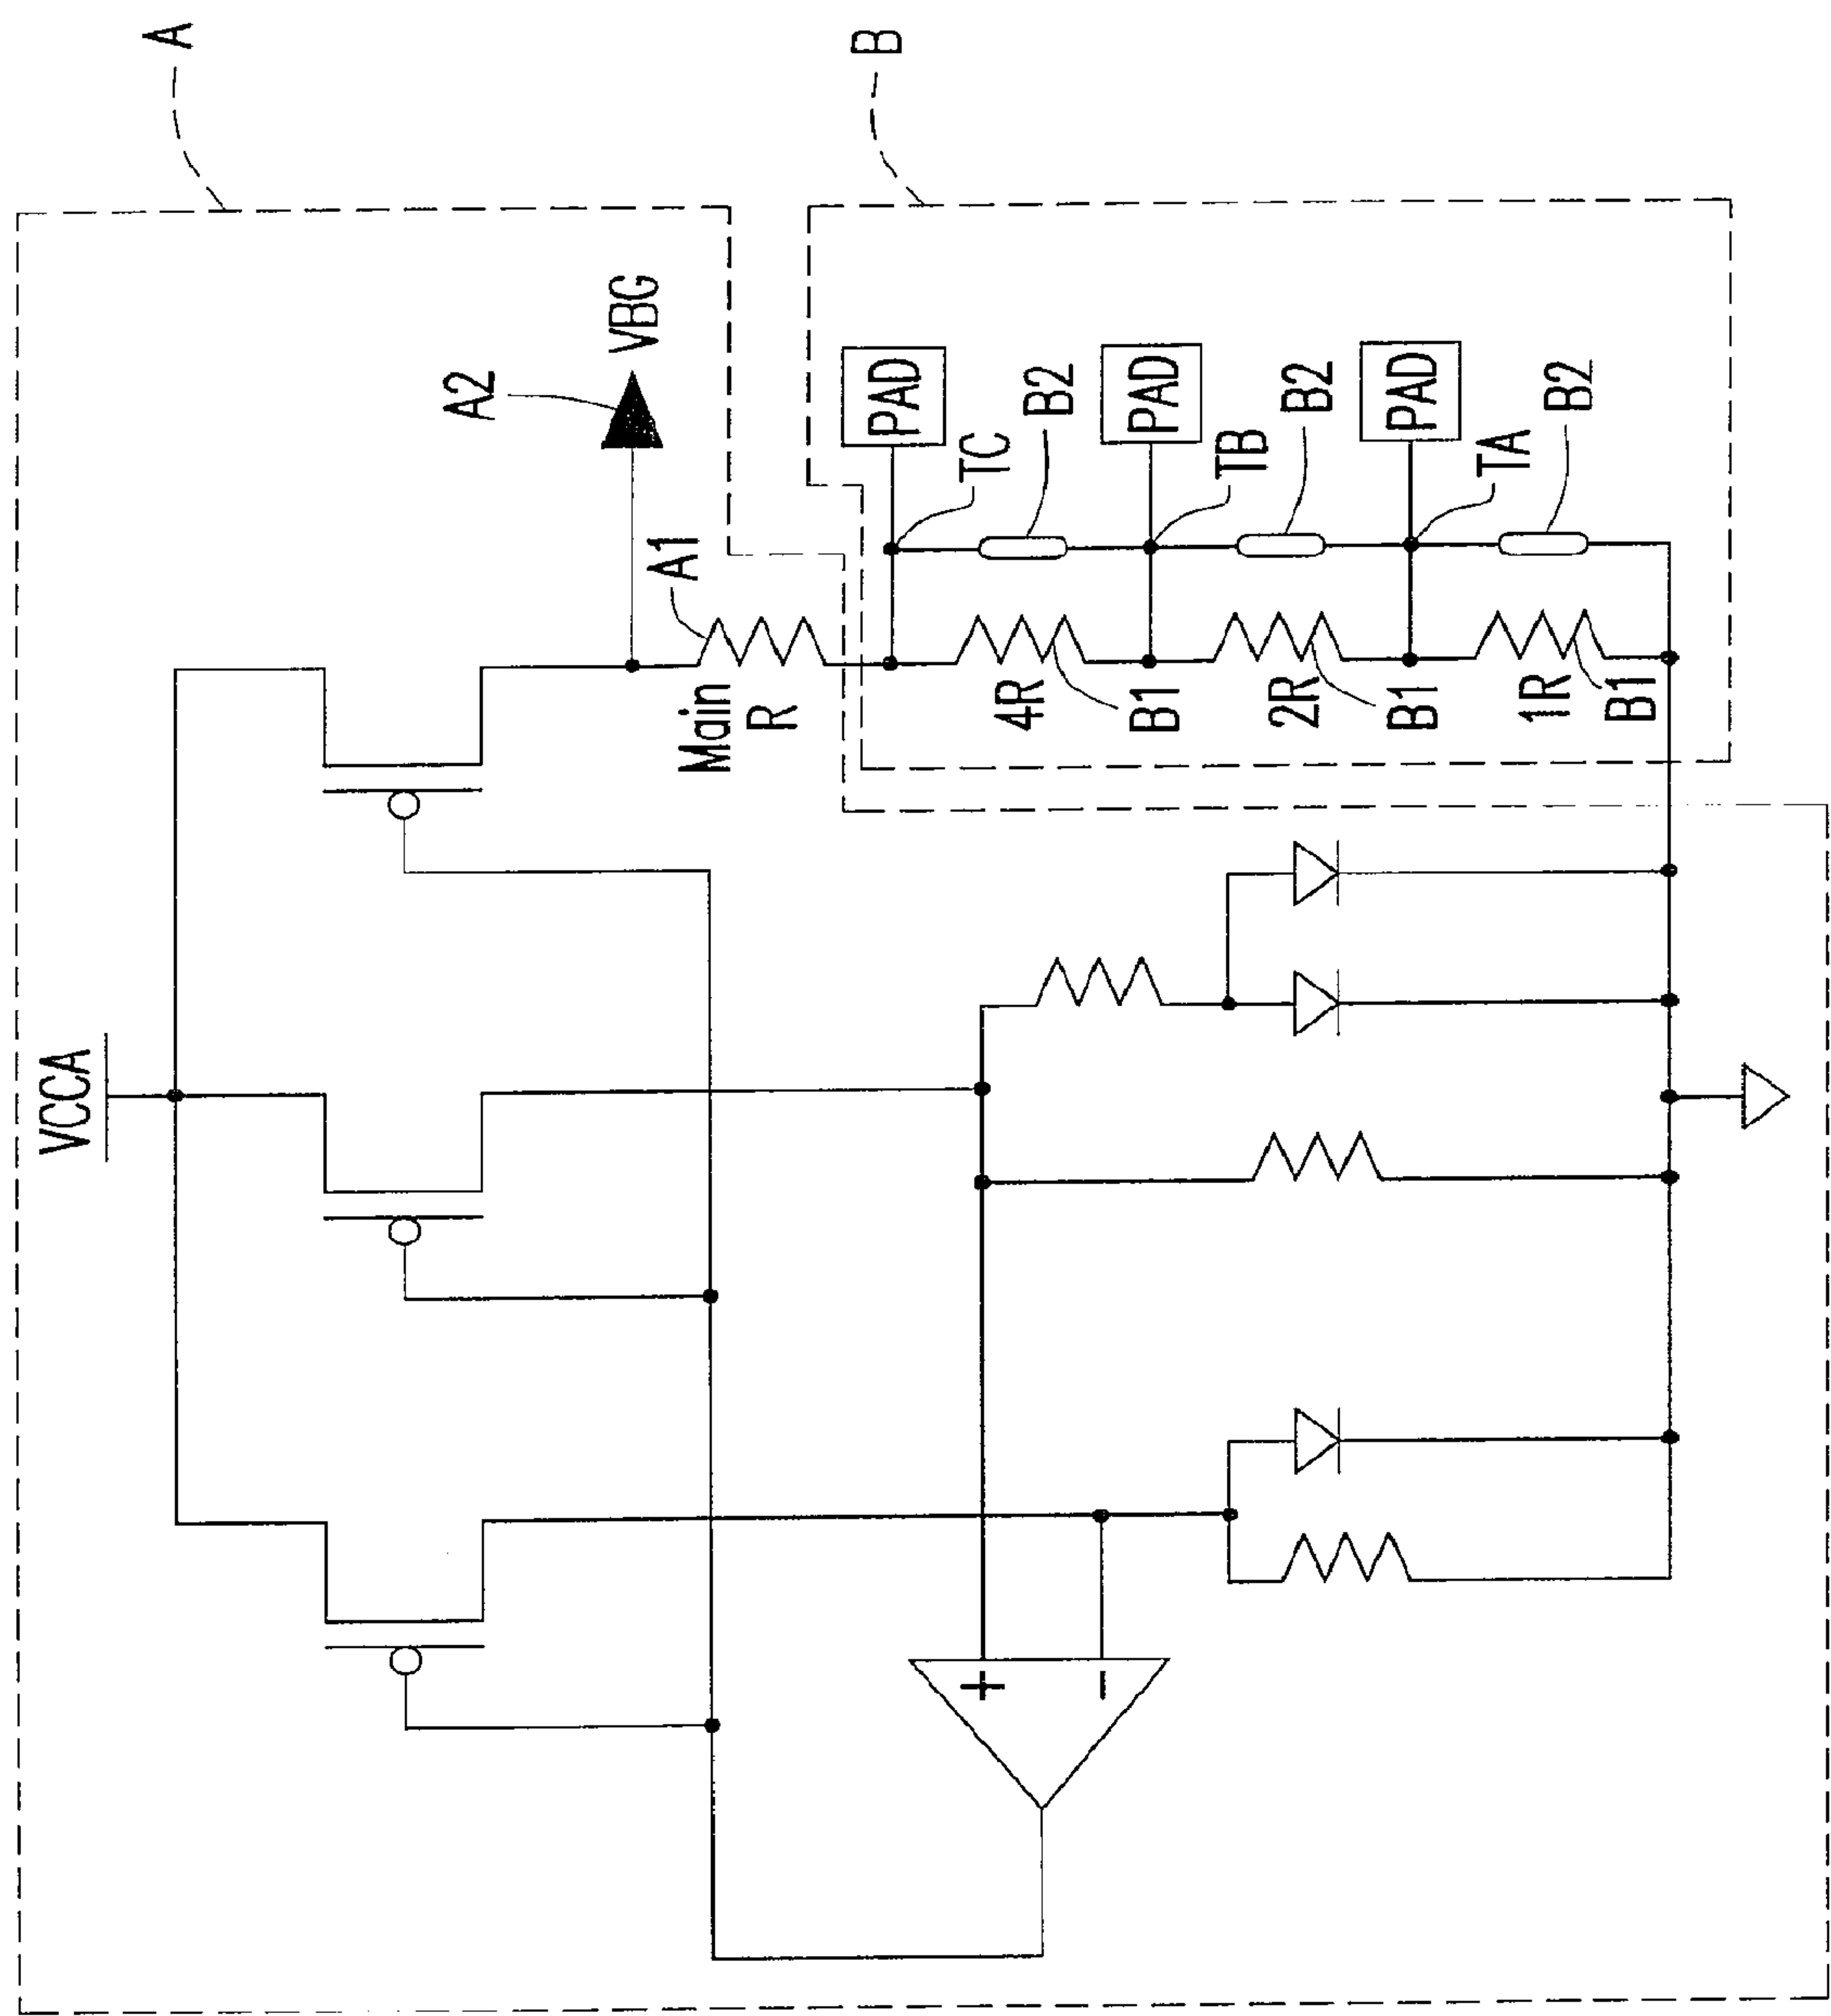 A
B
VCCA
A2
VBG
A1
Main
R
PAD
TC
B2
4R
B1
PAD
TB
B2
2R
B1
PAD
TA
B2
1R
B1
+
-